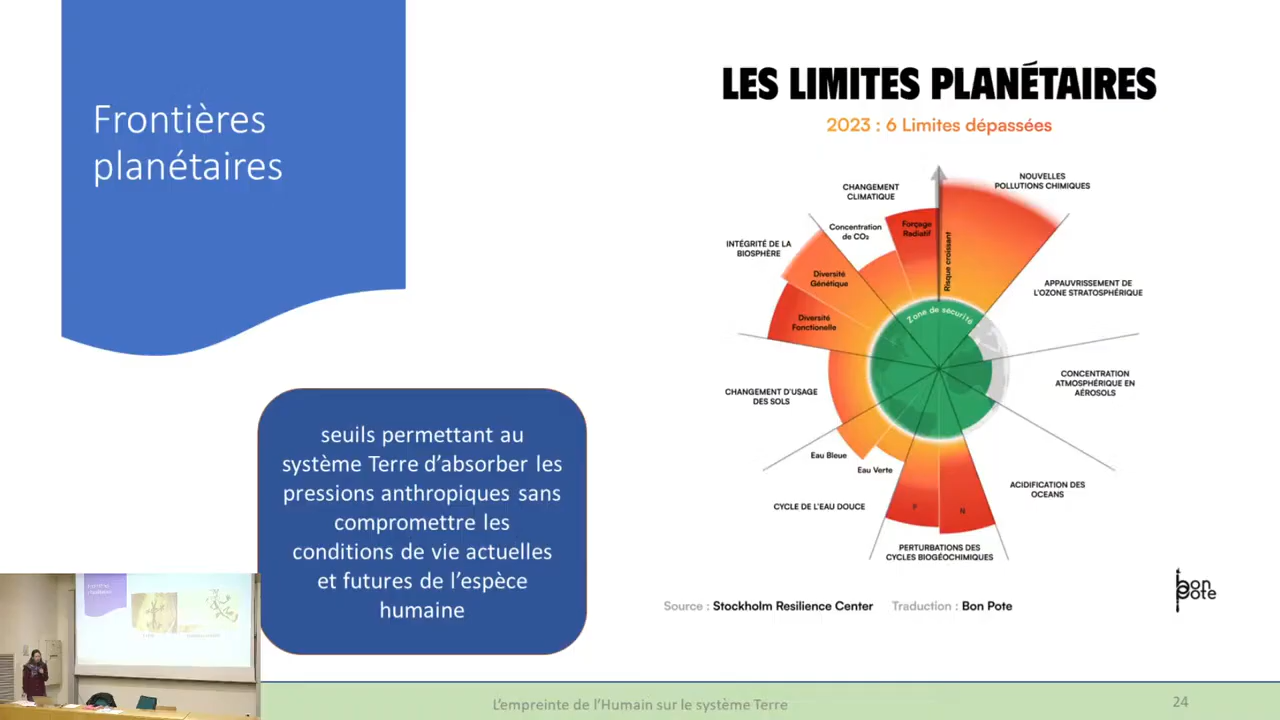 Frontières
planétaires
LES LIMITES PLANÉTAIRES
2023 : 6 Limites dépassées
NOUVELLES
POLLUTIONS CHIMIQUES
CHANGEMENT
CLIMATIQUE
Concentration
de CO₂
Forçage
Radiatif
Risque croissant
INTÉGRITÉ DE LA
BIOSPHÈRE
Diversité
Génétique
Diversité
Fonctionelle
Zone de sécurité
APPAUVRISSEMENT DE
L'OZONE STRATOSPHÉRIQUE
CONCENTRATION
ATMOSPHÉRIQUE EN
AÉROSOLS
CHANGEMENT D'USAGE
DES SOLS
Eau Bleue
Eau Verte
CYCLE DE L'EAU DOUCE
P
N
ACIDIFICATION DES
OCEANS
PERTURBATIONS DES
CYCLES BIOGÉOCHIMIQUES
seuils permettant au
système Terre d'absorber les
pressions anthropiques sans
compromettre les
conditions de vie actuelles
et futures de l'espèce
humaine
Source : Stockholm Resilience Center Traduction : Bon Pote
bon
pote
L'empreinte de l'Humain sur le système Terre
24